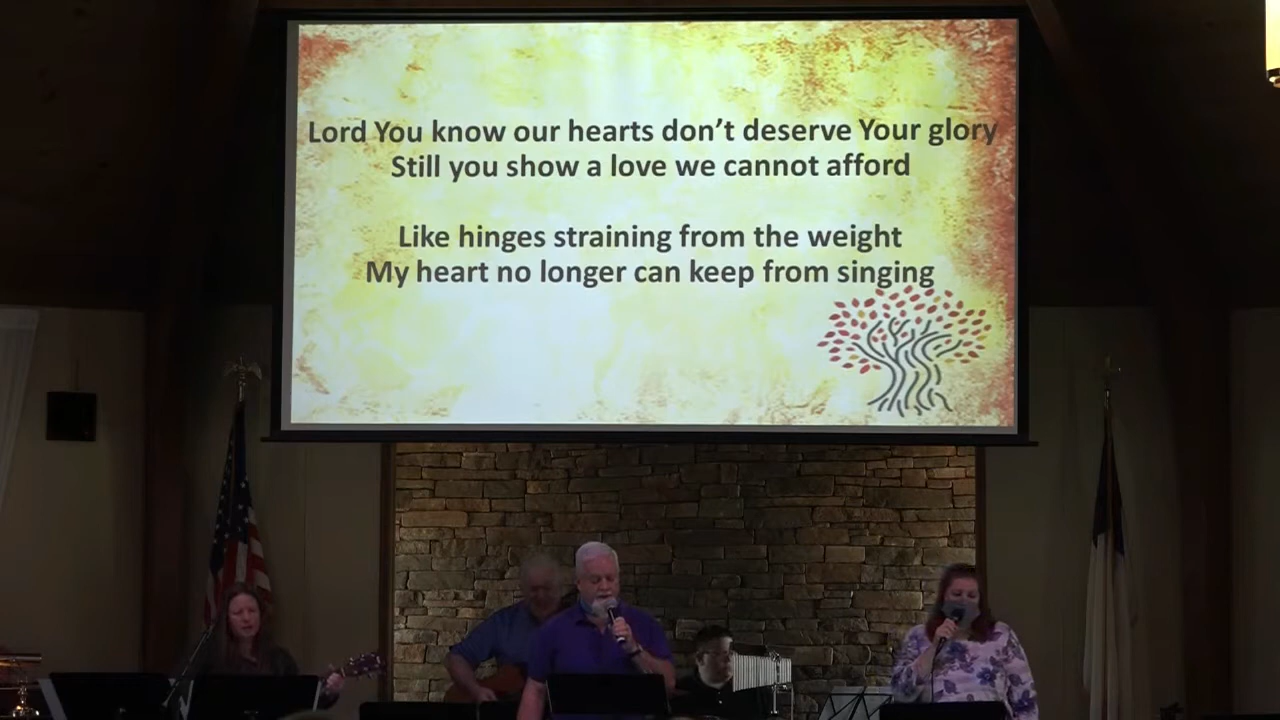 Lord You know our hearts don’t deserve Your glory
Still you show a love we cannot afford
Like hinges straining from the weight
My heart no longer can keep from singing